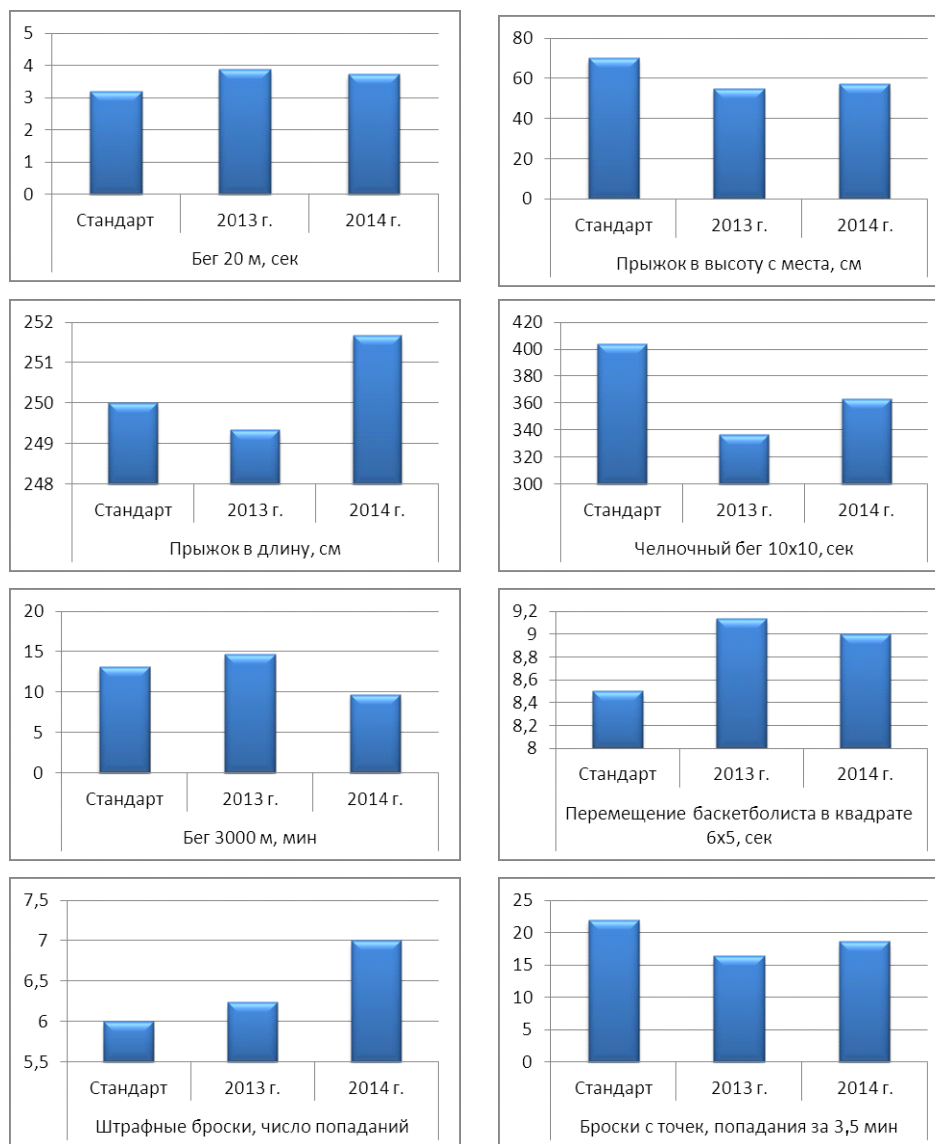 5
4
3
2
1
0
Стандарт 2013 г. 2014 г.
Бег 20 м, сек
80
60
40
20
0
Стандарт 2013 г. 2014 г.
Прыжок в высоту с места, см
252
251
250
249
248
Стандарт 2013 г. 2014 г.
Прыжок в длину, см
420
400
380
360
340
320
300
Стандарт 2013 г. 2014 г.
Челночный бег 10х10, сек
20
15
10
5
0
Стандарт 2013 г. 2014 г.
Бег 3000 м, мин
9,2
9
8,8
8,6
8,4
8,2
8
Стандарт 2013 г. 2014 г.
Перемещение баскетболиста в квадрате
6х5, сек
7,5
7
6,5
6
5,5
Стандарт 2013 г. 2014 г.
Штрафные броски, число попаданий
25
20
15
10
5
0
Стандарт 2013 г. 2014 г.
Броски с точек, попадания за 3,5 мин